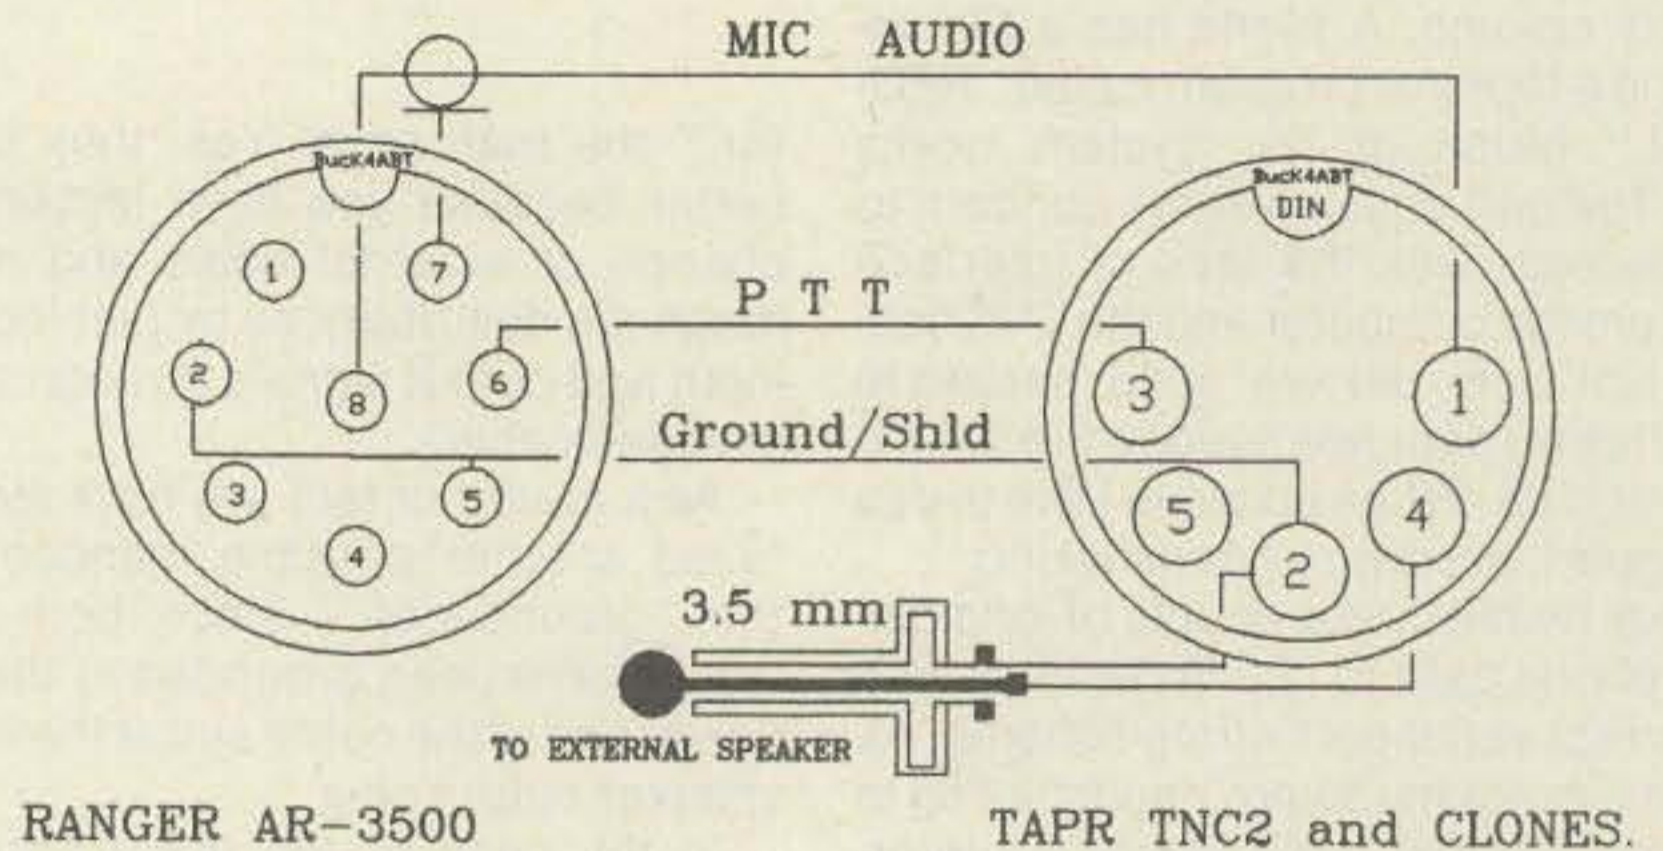 MIC AUDIO
BucK4ABT
BucK4ABT
DIN
1
7
P T T
2
8
6
3
1
Ground/Shld
3
5
5
4
4
2
3.5 mm
TO EXTERNAL SPEAKER
RANGER AR-3500
TAPR TNC2 and CLONES.